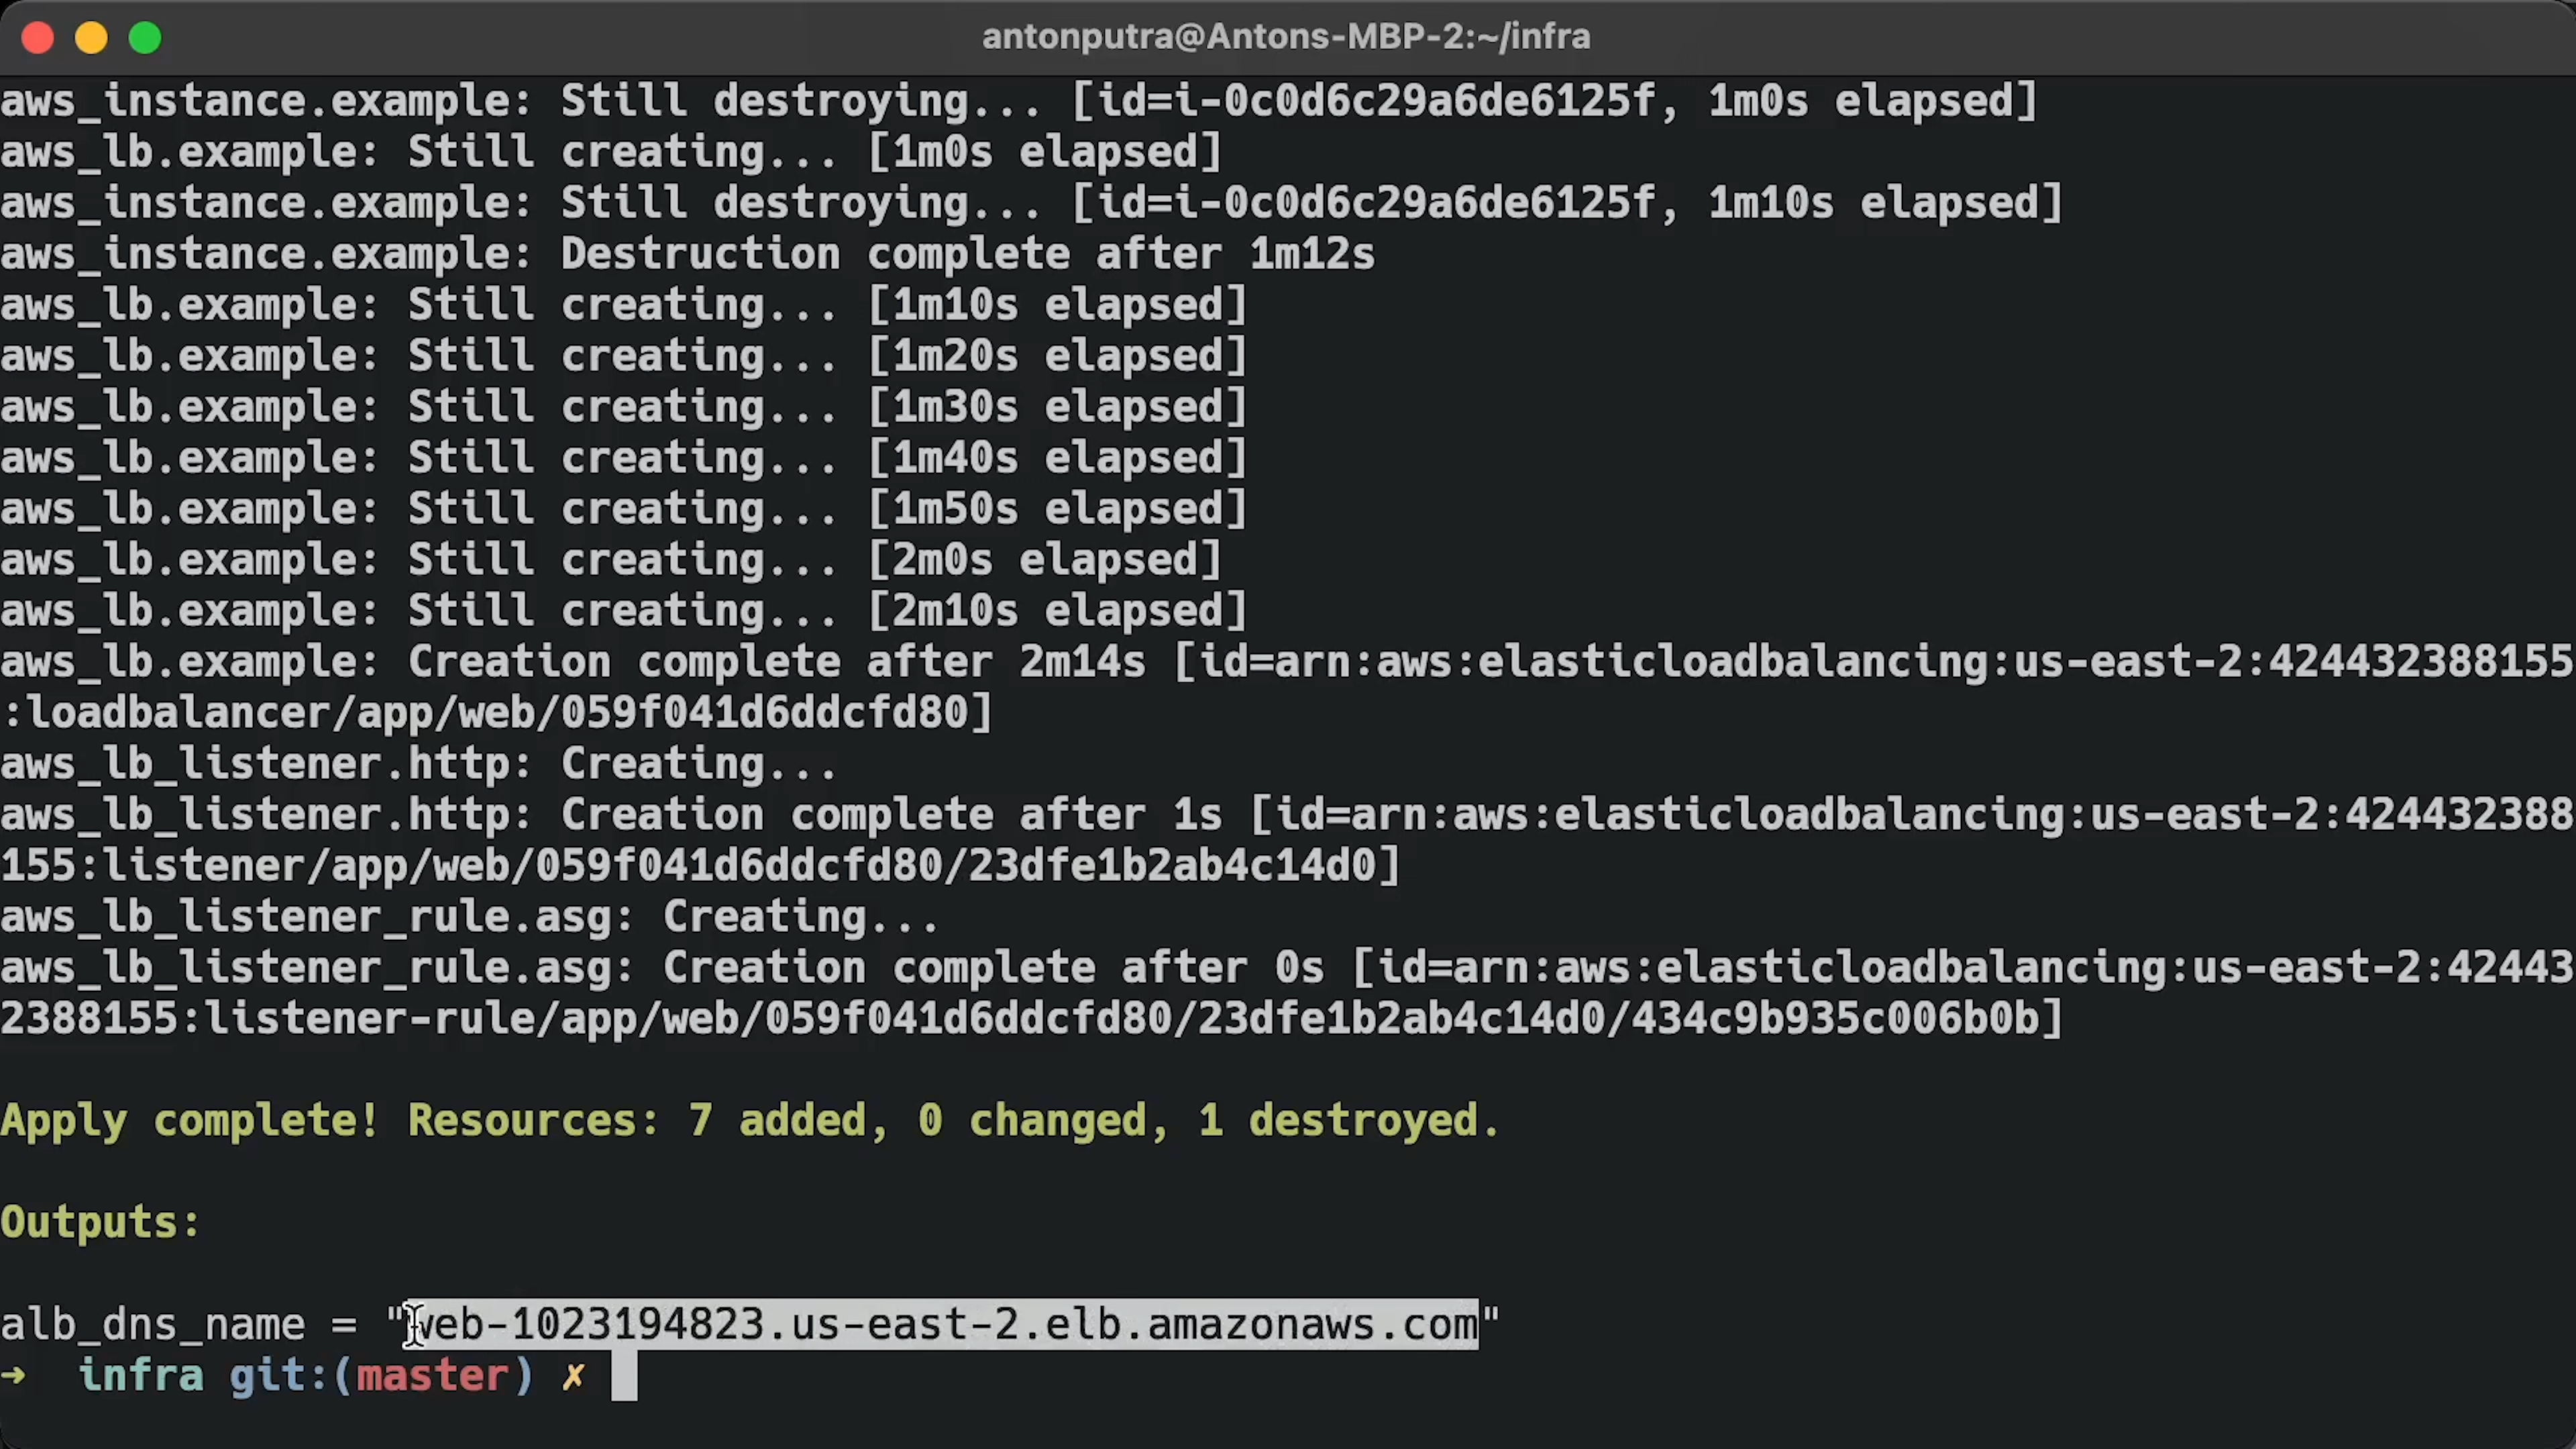 antonputra@Antons-MBP-2:~/infra
aws_instance.example: Still destroying... [id=i-0c0d6c29a6de6125f, 1m0s elapsed]
aws_lb.example: Still creating... [1m0s elapsed]
aws_instance.example: Still destroying... [id=i-0c0d6c29a6de6125f, 1m10s elapsed]
aws_instance.example: Destruction complete after 1m12s
aws_lb.example: Still creating... [1m10s elapsed]
aws_lb.example: Still creating... [1m20s elapsed]
aws_lb.example: Still creating... [1m30s elapsed]
aws_lb.example: Still creating... [1m40s elapsed]
aws_lb.example: Still creating... [1m50s elapsed]
aws_lb.example: Still creating... [2m0s elapsed]
aws_lb.example: Still creating... [2m10s elapsed]
aws_lb.example: Creation complete after 2m14s [id=arn:aws:elasticloadbalancing:us-east-2:424432388155
:loadbalancer/app/web/059f041d6ddcfd80]
aws_lb_listener.http: Creating...
aws_lb_listener.http: Creation complete after 1s [id=arn:aws:elasticloadbalancing:us-east-2:424432388
155:listener/app/web/059f041d6ddcfd80/23dfe1b2ab4c14d0]
aws_lb_listener_rule.asg: Creating...
aws_lb_listener_rule.asg: Creation complete after 0s [id=arn:aws:elasticloadbalancing:us-east-2:42443
2388155:listener-rule/app/web/059f041d6ddcfd80/23dfe1b2ab4c14d0/434c9b935c006b0b]
Apply complete! Resources: 7 added, 0 changed, 1 destroyed.
Outputs:
alb_dns_name = "web-1023194823.us-east-2.elb.amazonaws.com"
➜ infra git:(master) ✗